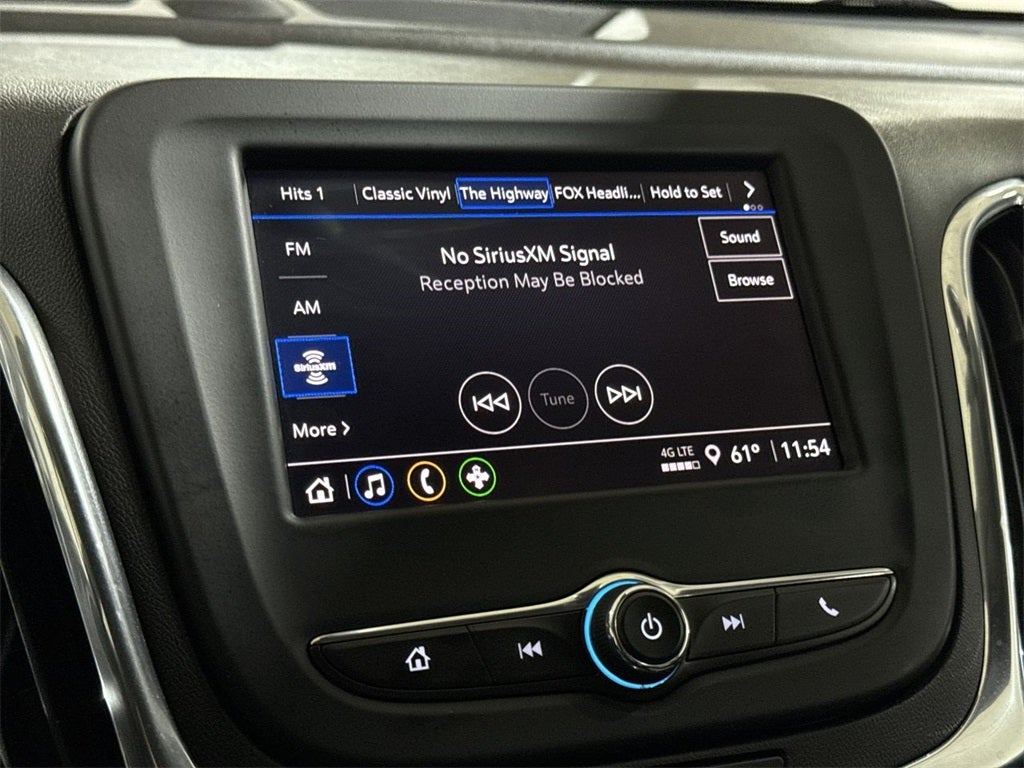 Hits 1
Classic Vinyl
The Highway
FOX Headli...
Hold to Set
FM
No SiriusXM Signal
Sound
Reception May Be Blocked
Browse
AM
SiriusXM
Tune
More
4G LTE
61°
11:54